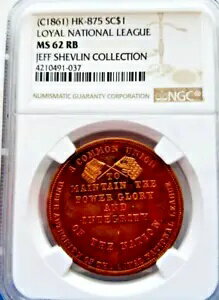 (C1861) HK-875 SC$1
LOYAL NATIONAL LEAGUE
MS 62 RB
JEFF SHEVLIN COLLECTION
4210491-037
NUMISMATIC GUARANTY CORPORATION
NGC
A COMMON UNION
TO
MAINTAIN THE
POWER GLORY
AND
INTEGRITY
OF THE NATION